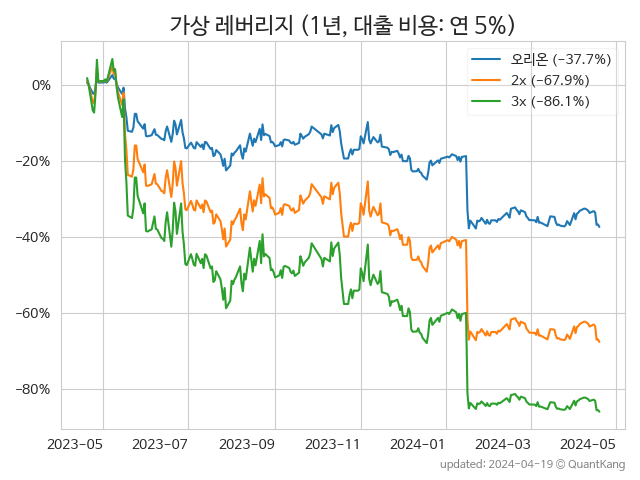 가상 레버리지 (1년, 대출 비용: 연 5%)
오리온 (−37.7%)
2x (−67.9%)
3x (−86.1%)
0%
−20%
−40%
−60%
−80%
2023−05 2023−07 2023−09 2023−11 2024−01 2024−03 2024−05
updated: 2024−04−19 © QuantKang